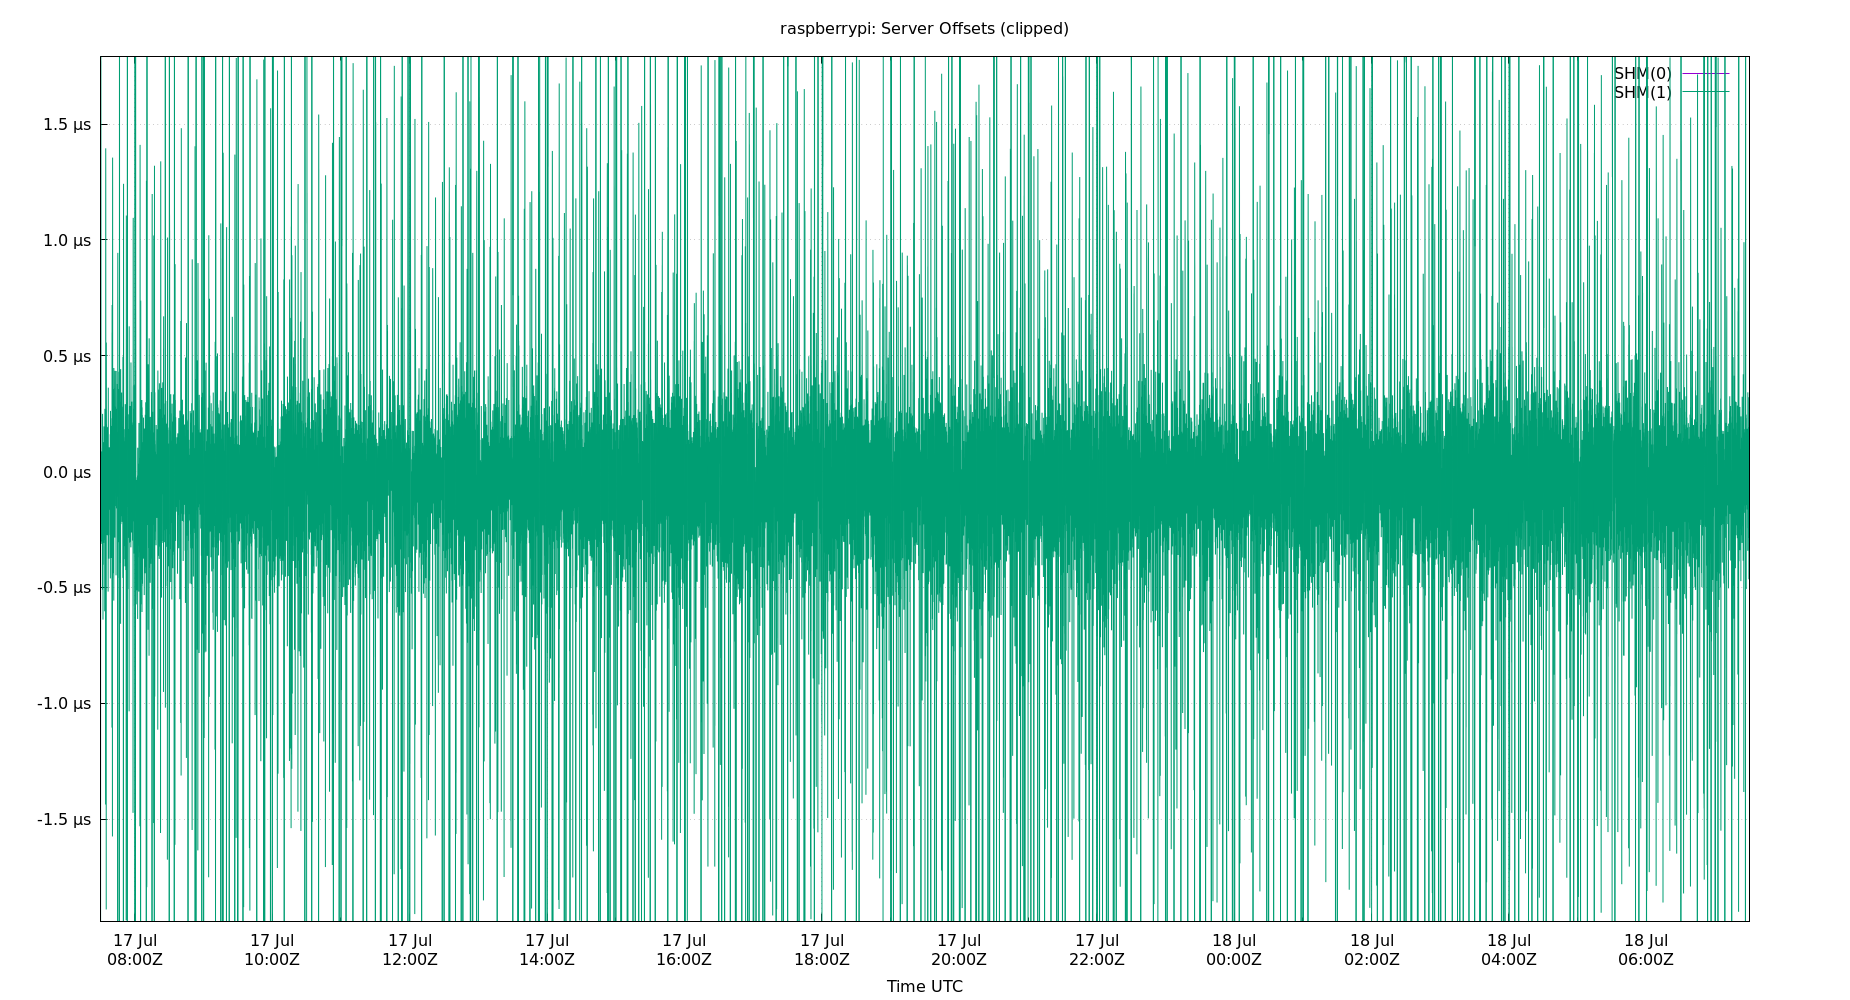 raspberrypi: Server Offsets (clipped)
SHM(0)
SHM(1)
1.5 µs
1.0 µs
0.5 µs
0.0 µs
-0.5 µs
-1.0 µs
-1.5 µs
17 Jul 17 Jul 17 Jul 17 Jul 17 Jul 17 Jul 17 Jul 17 Jul 18 Jul 18 Jul 18 Jul 18 Jul
08:00Z 10:00Z 12:00Z 14:00Z 16:00Z 18:00Z 20:00Z 22:00Z 00:00Z 02:00Z 04:00Z 06:00Z
Time UTC